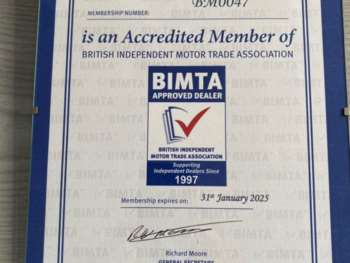 MEMBERSHIP NUMBER: BM0047
is an Accredited Member of
BRITISH INDEPENDENT MOTOR TRADE ASSOCIATION
BIMTA
APPROVED DEALER
BRITISH INDEPENDENT
MOTOR TRADE ASSOCIATION
Supporting
Independent Dealers Since
1997
Membership expires on: 31st January 2025
Richard Moore
GENERAL SECRETARY